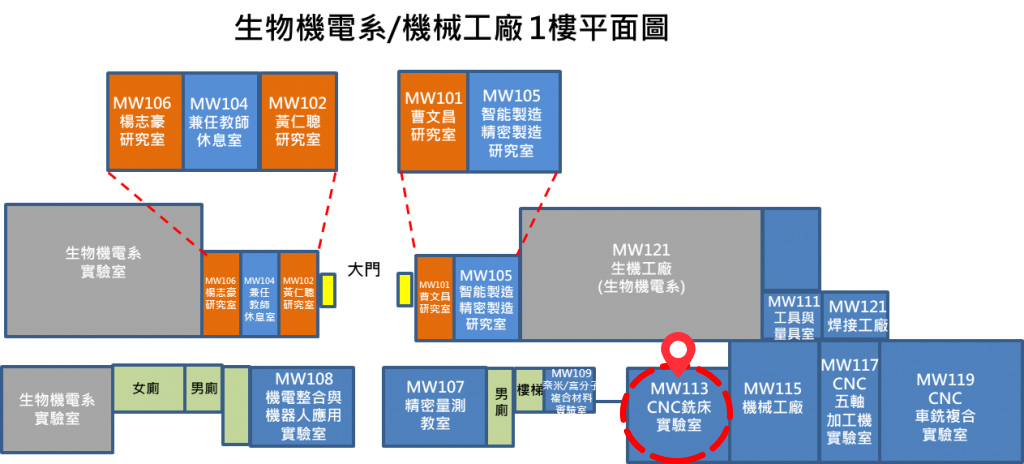 生物機電系/機械工廠1樓平面圖
MW106
楊志豪
研究室
MW104
兼任教師
休息室
MW102
黃仁聰
研究室
MW101
曹文昌
研究室
MW105
智能製造
精密製造
研究室
生物機電系
實驗室
MW106
楊志豪
研究室
MW104
兼任
教師
休息室
MW102
黃仁聰
研究室
大門
MW101
曹文昌
研究室
MW105
智能製造
精密製造
研究室
MW121
生機工廠
(生物機電系)
MW111
工具與
量具室
MW121
焊接工廠
生物機電系
實驗室
女廁
男廁
MW108
機電整合與
機器人應用
實驗室
MW107
精密量測
教室
男
廁
樓梯
MW109
奈米/高分子
複合材料
實驗室
MW113
CNC銑床
實驗室
MW115
機械工廠
MW117
CNC
五軸
加工機
實驗室
MW119
CNC
車銑複合
實驗室